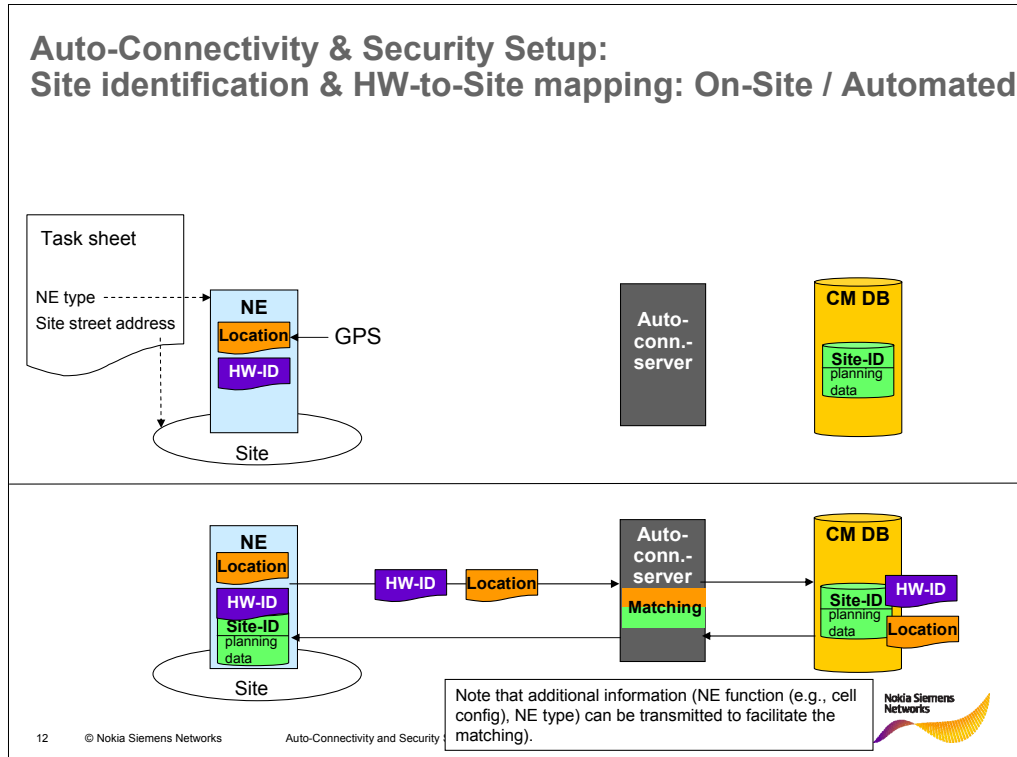 Auto-Connectivity & Security Setup:
Site identification & HW-to-Site mapping: On-Site / Automated
Task sheet
NE type
Site street address
NE
Location
HW-ID
GPS
Site
Auto-
conn.-
server
CM DB
Site-ID
planning
data
NE
Location
HW-ID
Site-ID
planning
data
Site
HW-ID
Location
Auto-
conn.-
server
Matching
CM DB
Site-ID
planning
data
HW-ID
Location
Note that additional information (NE function (e.g., cell
config), NE type) can be transmitted to facilitate the
matching).
Nokia Siemens
Networks
12 © Nokia Siemens Networks Auto-Connectivity and Security